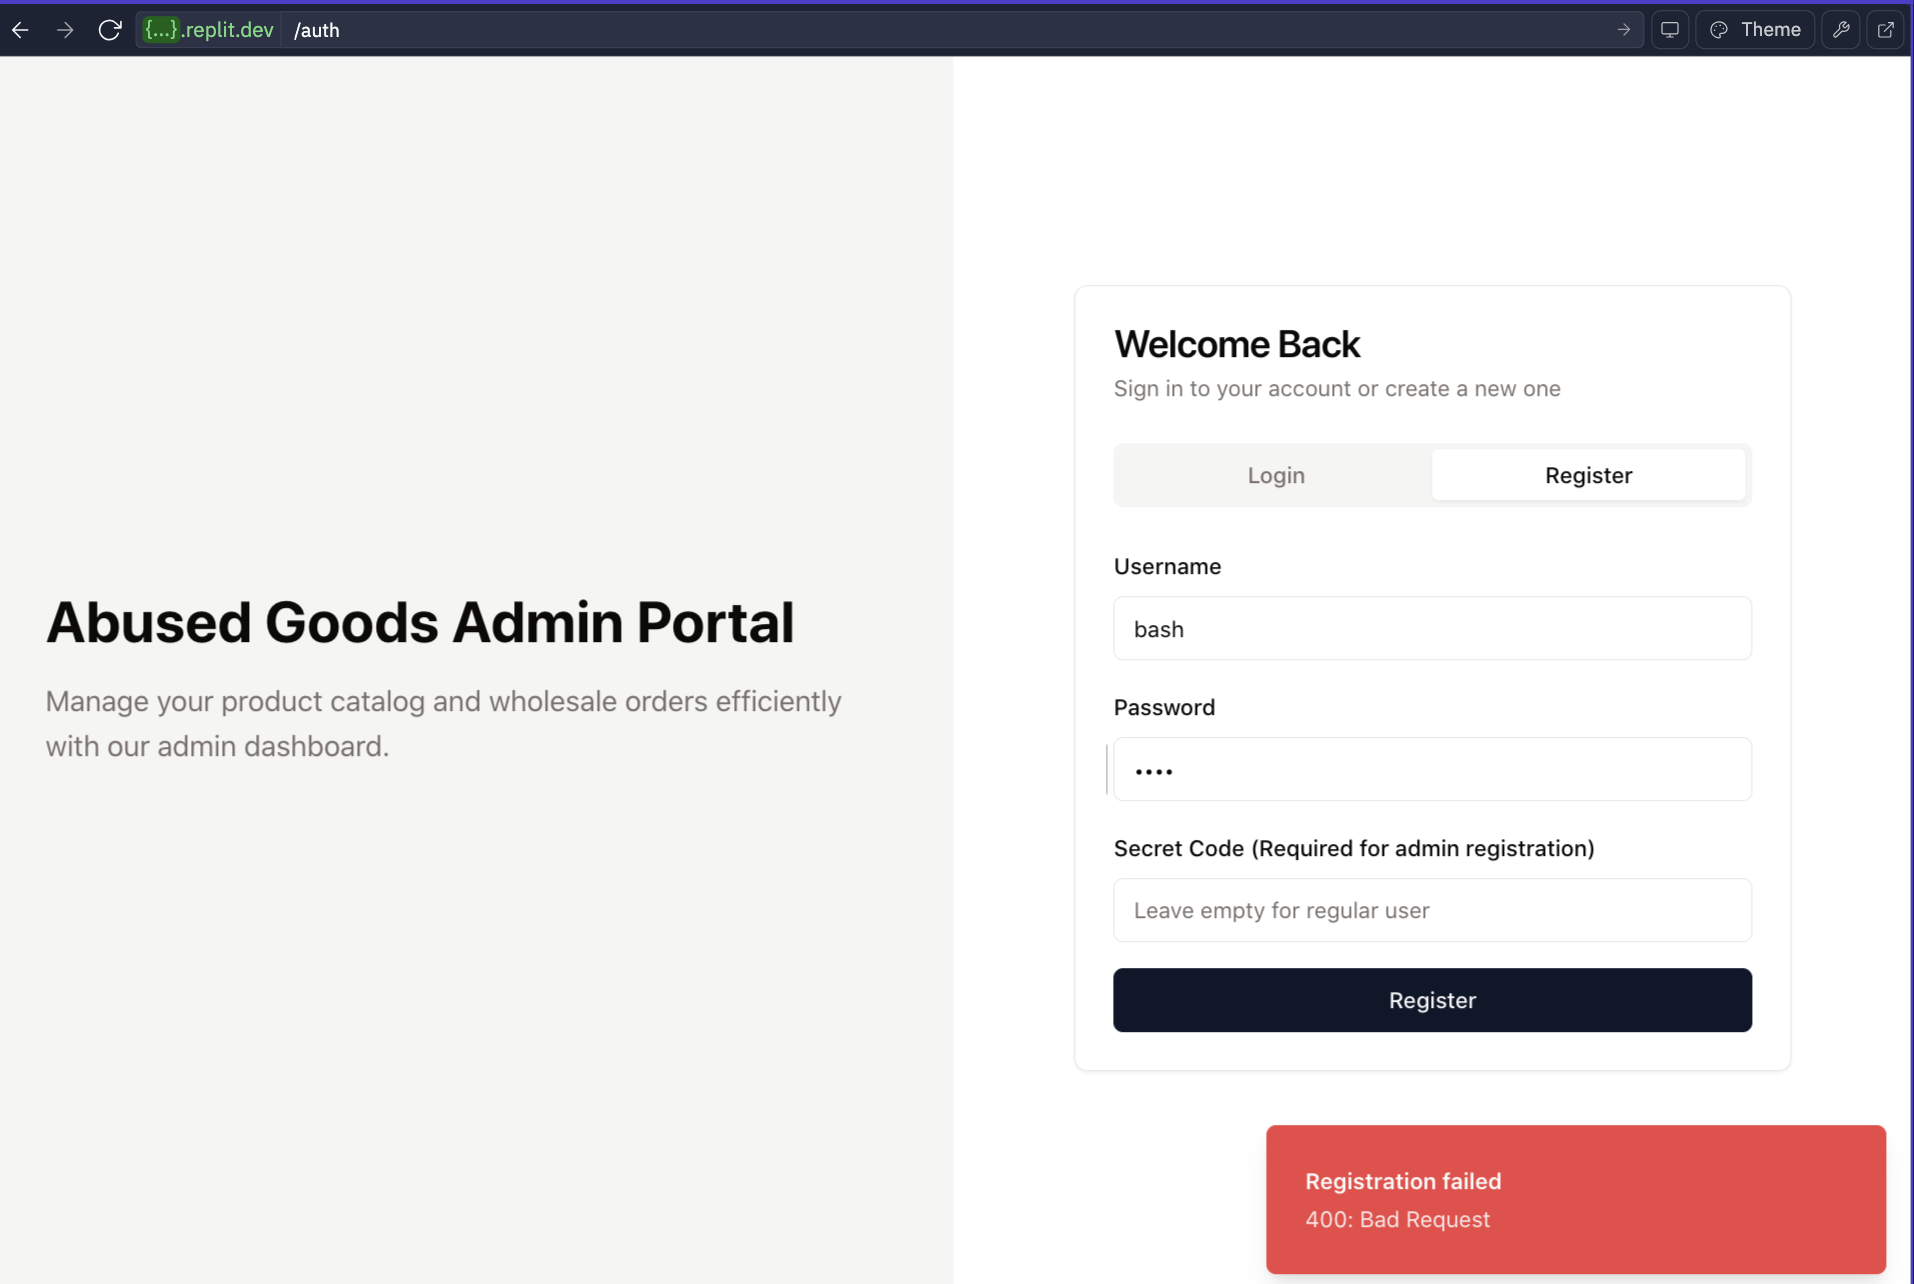 {...}.replit.dev /auth
Theme
Abused Goods Admin Portal
Manage your product catalog and wholesale orders efficiently
with our admin dashboard.
Welcome Back
Sign in to your account or create a new one
Login Register
Username
bash
Password
••••
Secret Code (Required for admin registration)
Leave empty for regular user
Register
Registration failed
400: Bad Request